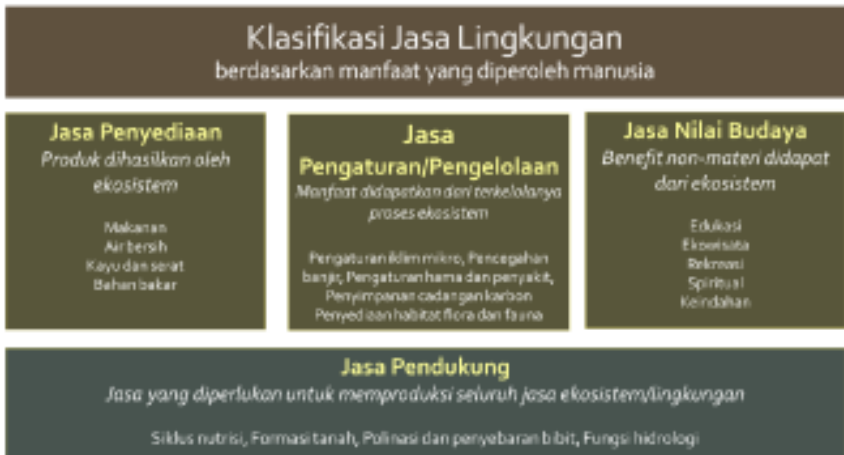 Klasifikasi Jasa Lingkungan
berdasarkan manfaat yang diperoleh manusia
Jasa Penyediaan
Produk dihasilkan oleh
ekosistem
Makanan
Air bersih
Kayu dan serat
Bahan bakar
Jasa
Pengaturan/Pengelolaan
Manfaat didapatkan dari terkelolanya
proses ekosistem
Pengaturan iklim mikro, Pencegahan
banjir, Pengaturan hama dan penyakit,
Penyimpanan cadangan karbon
Penyediaan habitat flora dan fauna
Jasa Nilai Budaya
Benefit non-materi didapat
dari ekosistem
Edukasi
Ekowisata
Rekreasi
Spiritual
Keindahan
Jasa Pendukung
Jasa yang diperlukan untuk memproduksi seluruh jasa ekosistem/lingkungan
Siklus nutrisi, Formasi tanah, Polinasi dan penyebaran bibit, Fungsi hidrologi